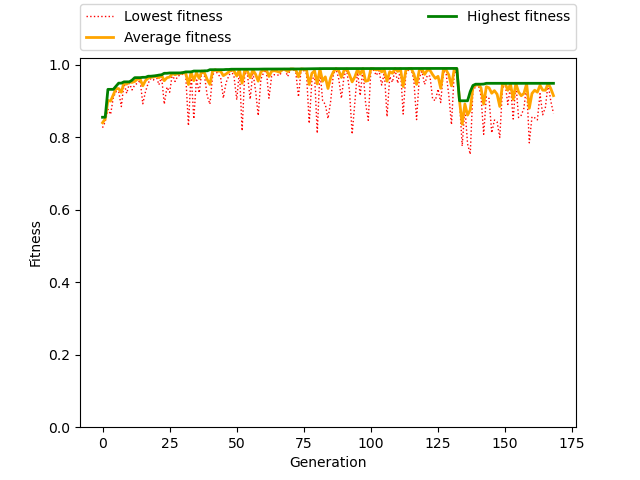 Lowest fitness
Average fitness
Highest fitness
1.0
0.8
0.6
0.4
0.2
0.0
Fitness
0 25 50 75 100 125 150 175
Generation